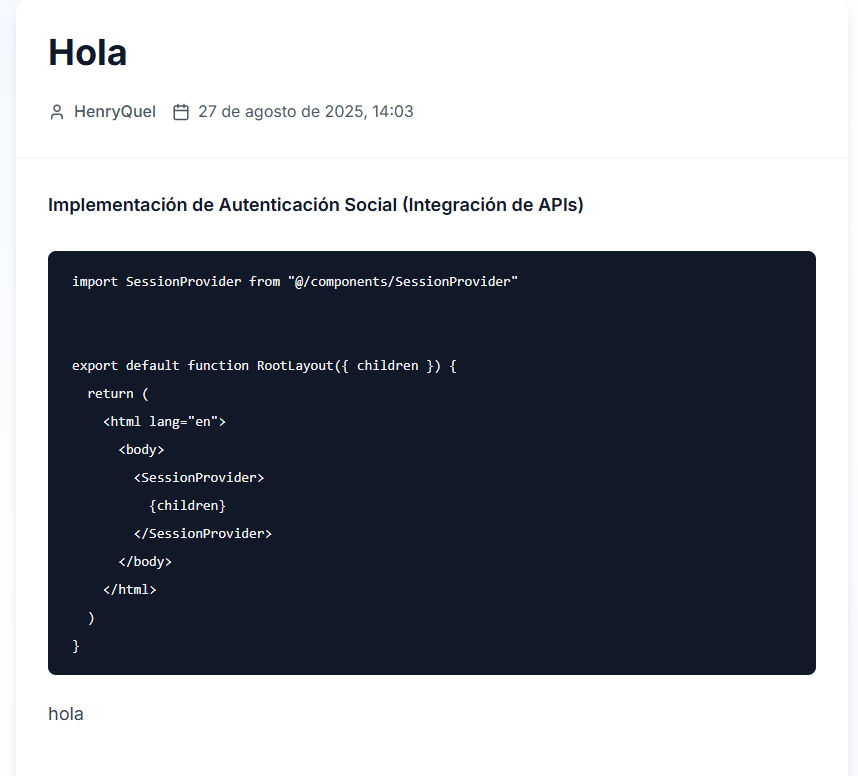 Hola
HenryQuel 27 de agosto de 2025, 14:03
Implementación de Autenticación Social (Integración de APIs)
import SessionProvider from "@/components/SessionProvider"
export default function RootLayout({ children }) {
  return (
    <html lang="en">
      <body>
        <SessionProvider>
          {children}
        </SessionProvider>
      </body>
    </html>
  )
}
hola